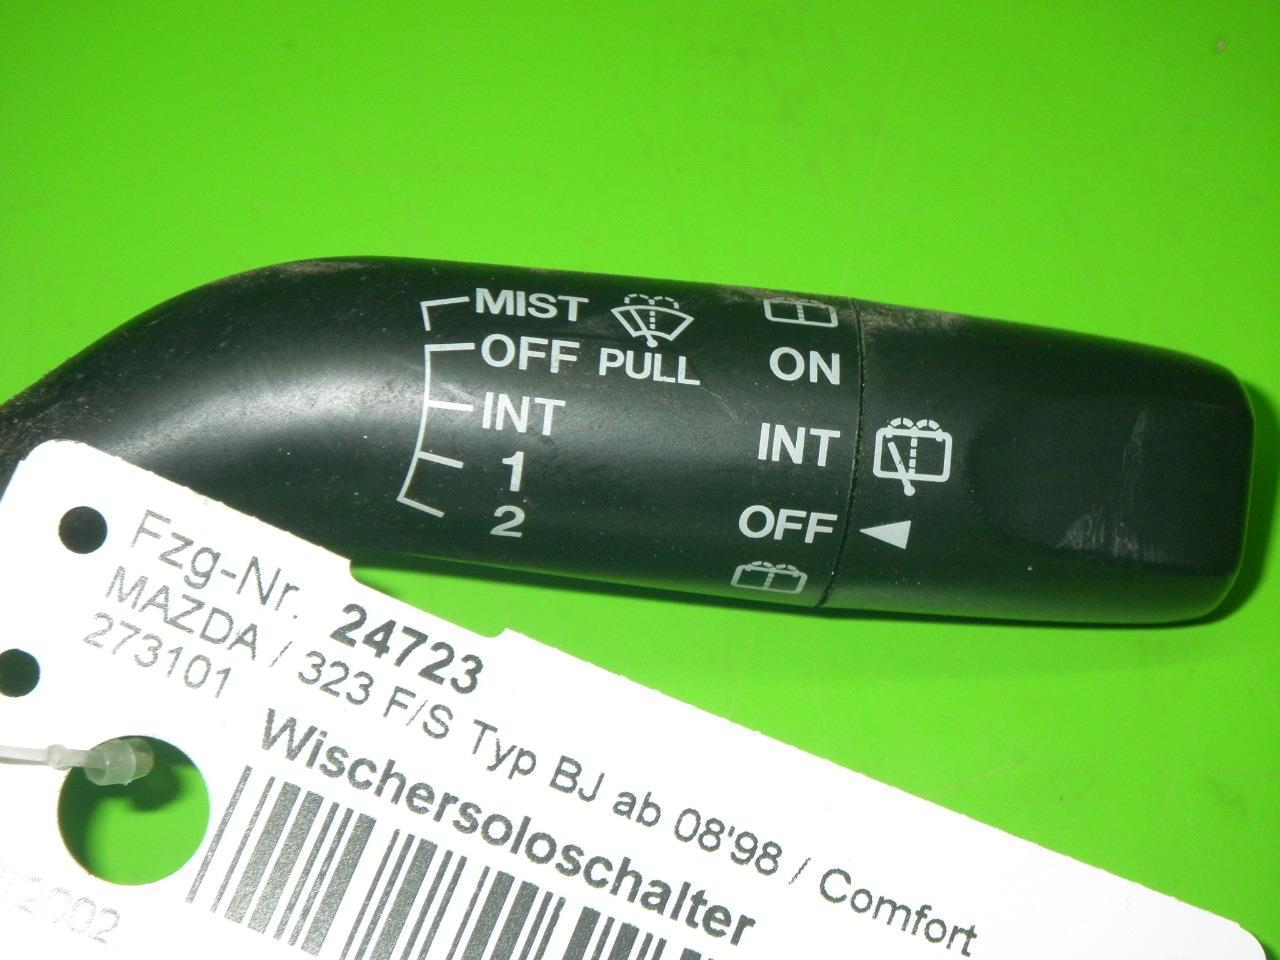 MIST
OFF PULL
INT
1
2
ON
INT
OFF
Fzg-Nr. 24723
MAZDA / 323 F/S Typ BJ ab 08'98 / Comfort
273101
Wischersoloschalter
2002